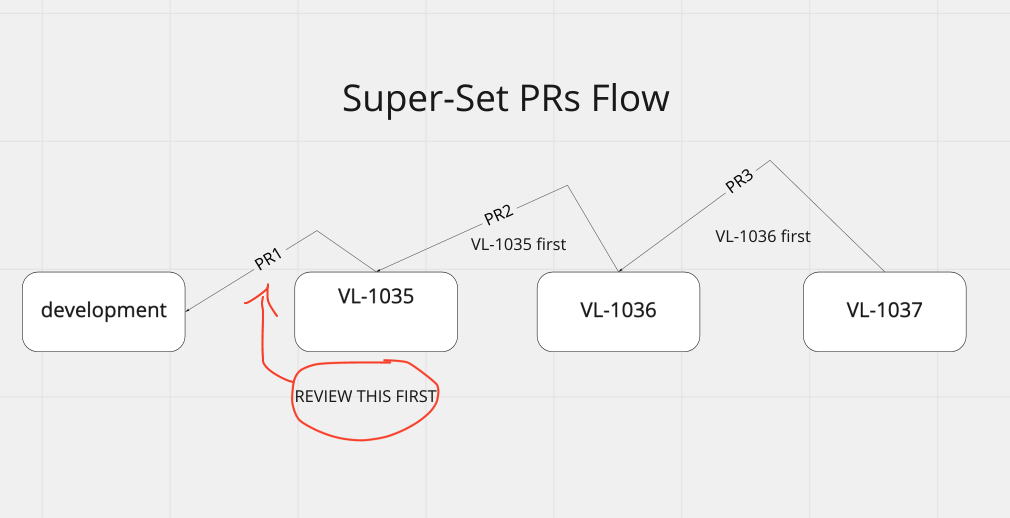 Super-Set PRs Flow
PR1
PR2
VL-1035 first
PR3
VL-1036 first
development
VL-1035
VL-1036
VL-1037
REVIEW THIS FIRST